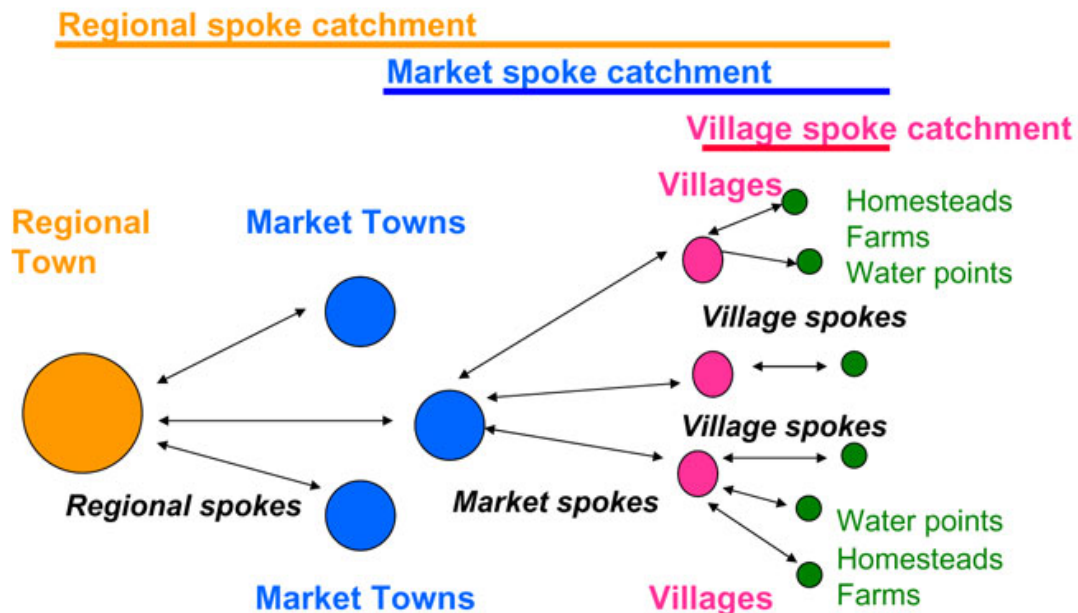 Regional spoke catchment
Market spoke catchment
Village spoke catchment
Villages
Regional
Town
Market Towns
Homesteads
Farms
Water points
Village spokes
Village spokes
Regional spokes
Market spokes
Water points
Homesteads
Farms
Market Towns
Villages